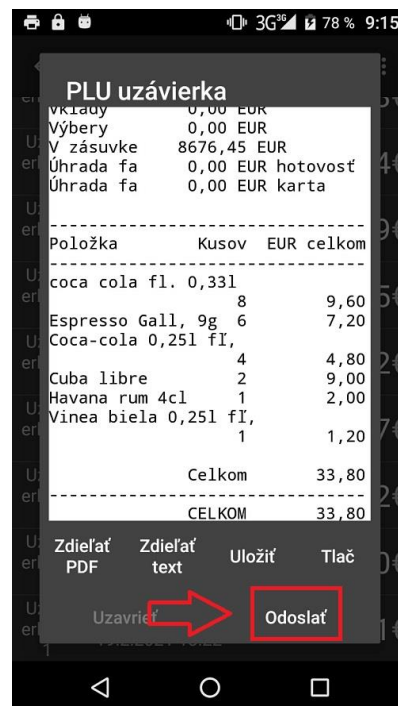 3G 3G 78 % 9:15
PLU uzávierka
Vklady 0,00 EUR
Výbery 0,00 EUR
V zásuvke 8676,45 EUR
Úhrada fa 0,00 EUR hotovosť
Úhrada fa 0,00 EUR karta
Položka Kusov EUR celkom
coca cola fl. 0,33l
8 9,60
Espresso Gall, 9g 6 7,20
Coca-cola 0,25l fľ,
4 4,80
Cuba libre 2 9,00
Havana rum 4cl 1 2,00
Vinea biela 0,25l fľ,
1 1,20
Celkom 33,80
CELKOM 33,80
Zdieľať PDF
Zdieľať text
Uložiť
Tlač
Uzavrieť
Odoslať